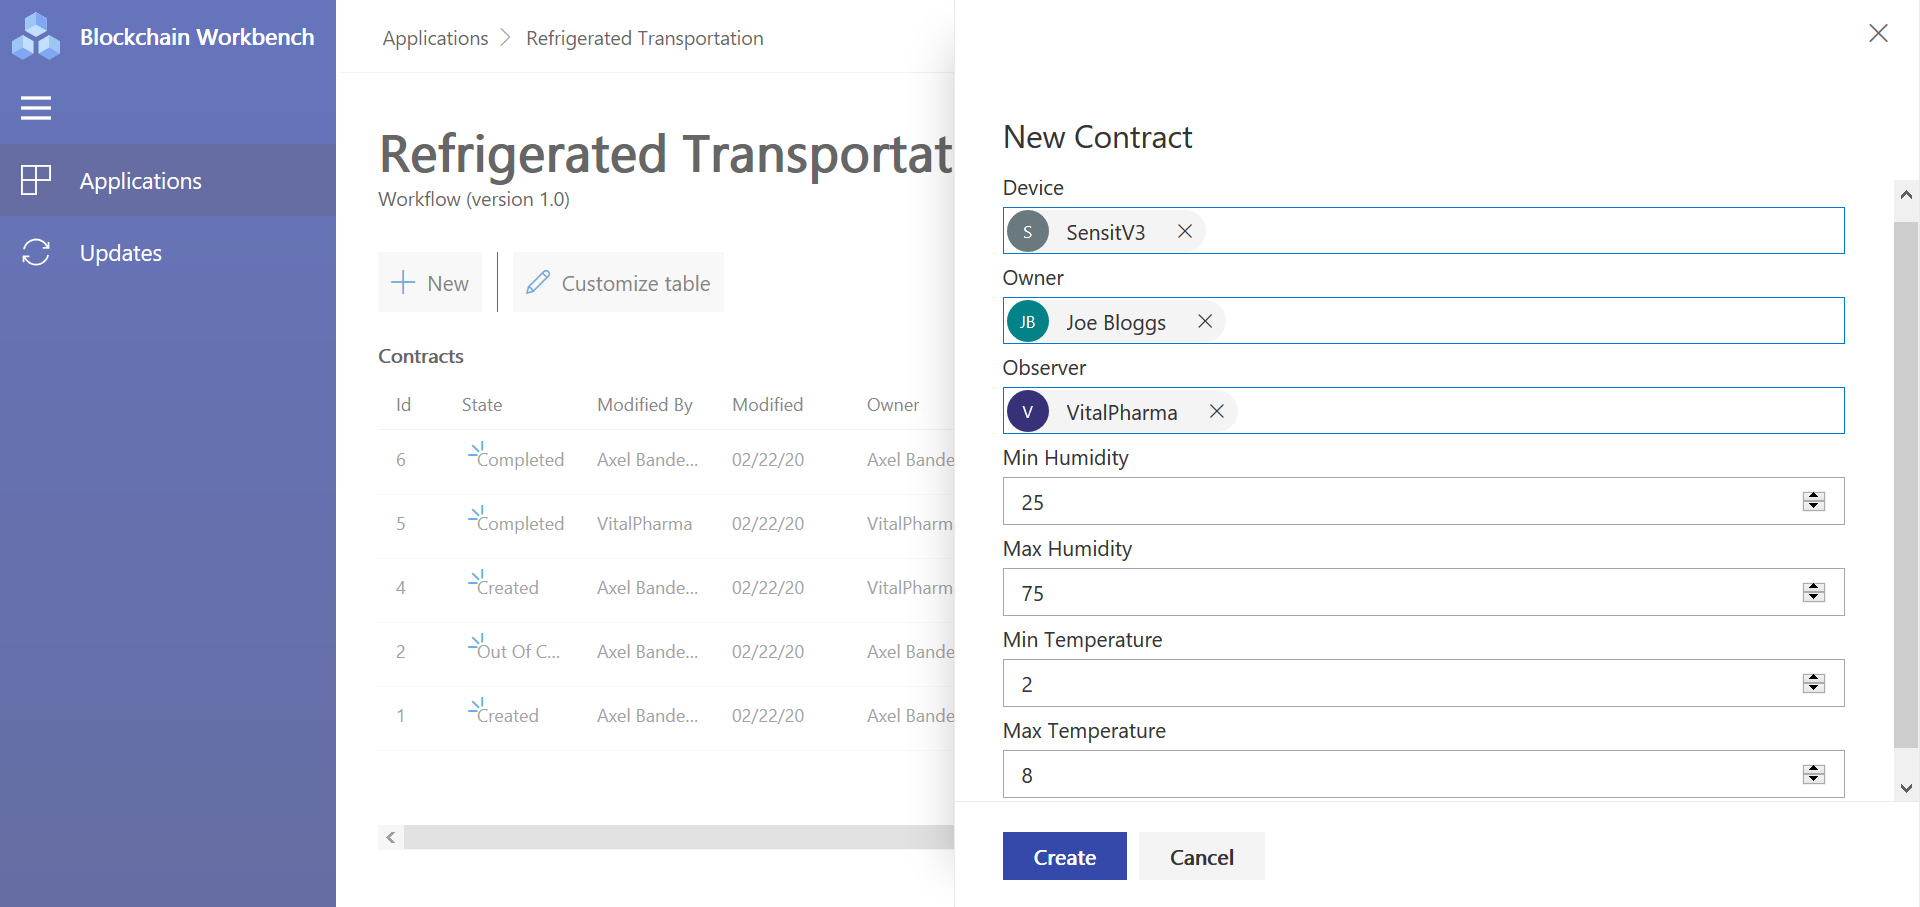 Blockchain Workbench
Applications
Updates
Applications > Refrigerated Transportation
Refrigerated Transportat
Workflow (version 1.0)
New
Customize table
Contracts
Id State Modified By Modified Owner
6 Completed Axel Bande... 02/22/20 Axel Bande
5 Completed VitalPharma 02/22/20 VitalPharm
4 Created Axel Bande... 02/22/20 VitalPharm
2 Out Of C... Axel Bande... 02/22/20 Axel Bande
1 Created Axel Bande... 02/22/20 Axel Bande
New Contract
Device
S SensitV3
Owner
JB Joe Bloggs
Observer
V VitalPharma
Min Humidity
25
Max Humidity
75
Min Temperature
2
Max Temperature
8
Create Cancel